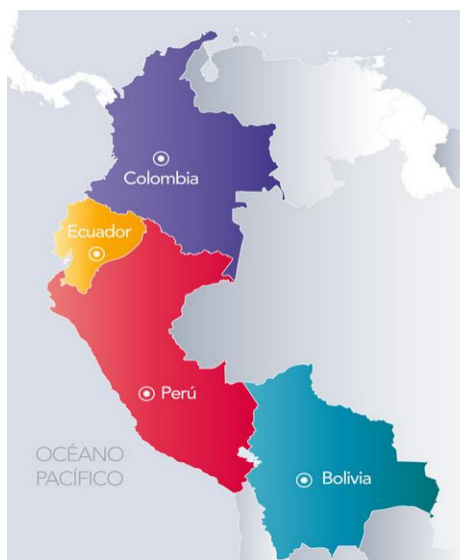 Colombia
Ecuador
Perú
OCÉANO
PACÍFICO
Bolivia